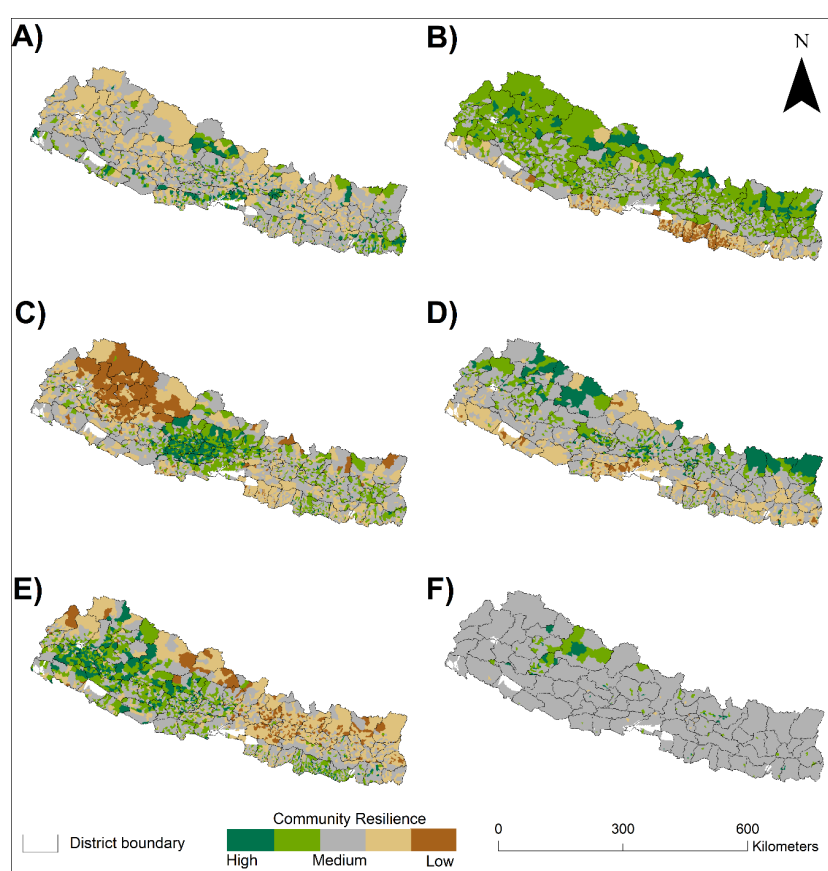 A)
B)
N
C)
D)
E)
F)
Community Resilience
District boundary
High Medium Low
0 300 600
Kilometers